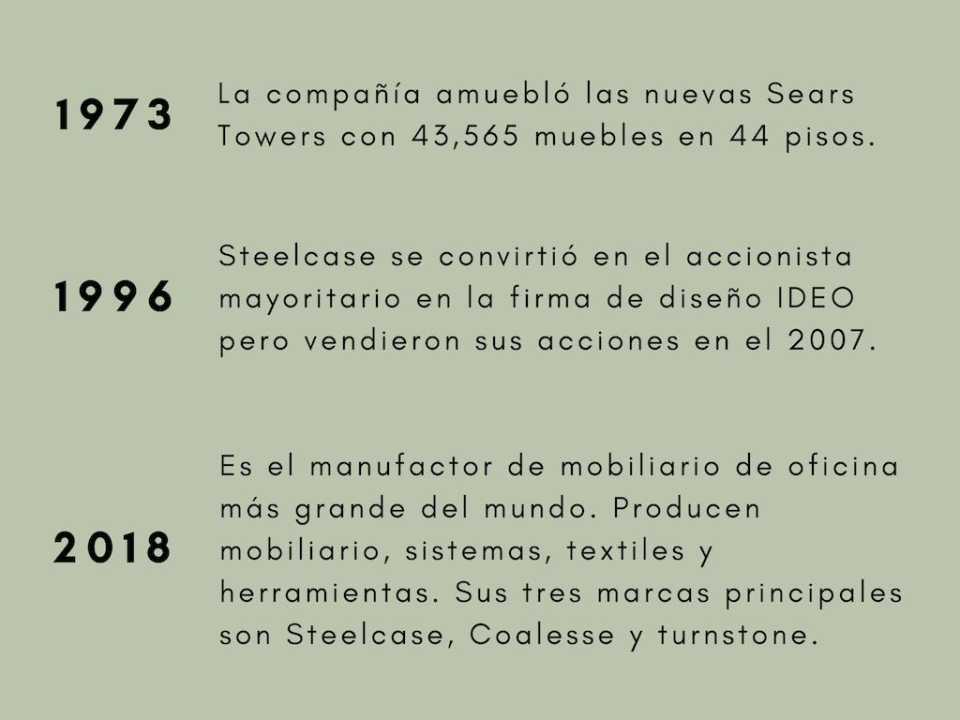 1973
La compañía amuebló las nuevas Sears
Towers con 43,565 muebles en 44 pisos.
1996
Steelcase se convirtió en el accionista
mayoritario en la firma de diseño IDEO
pero vendieron sus acciones en el 2007.
2018
Es el manufactor de mobiliario de oficina
más grande del mundo. Producen
mobiliario, sistemas, textiles y
herramientas. Sus tres marcas principales
son Steelcase, Coalesse y turnstone.